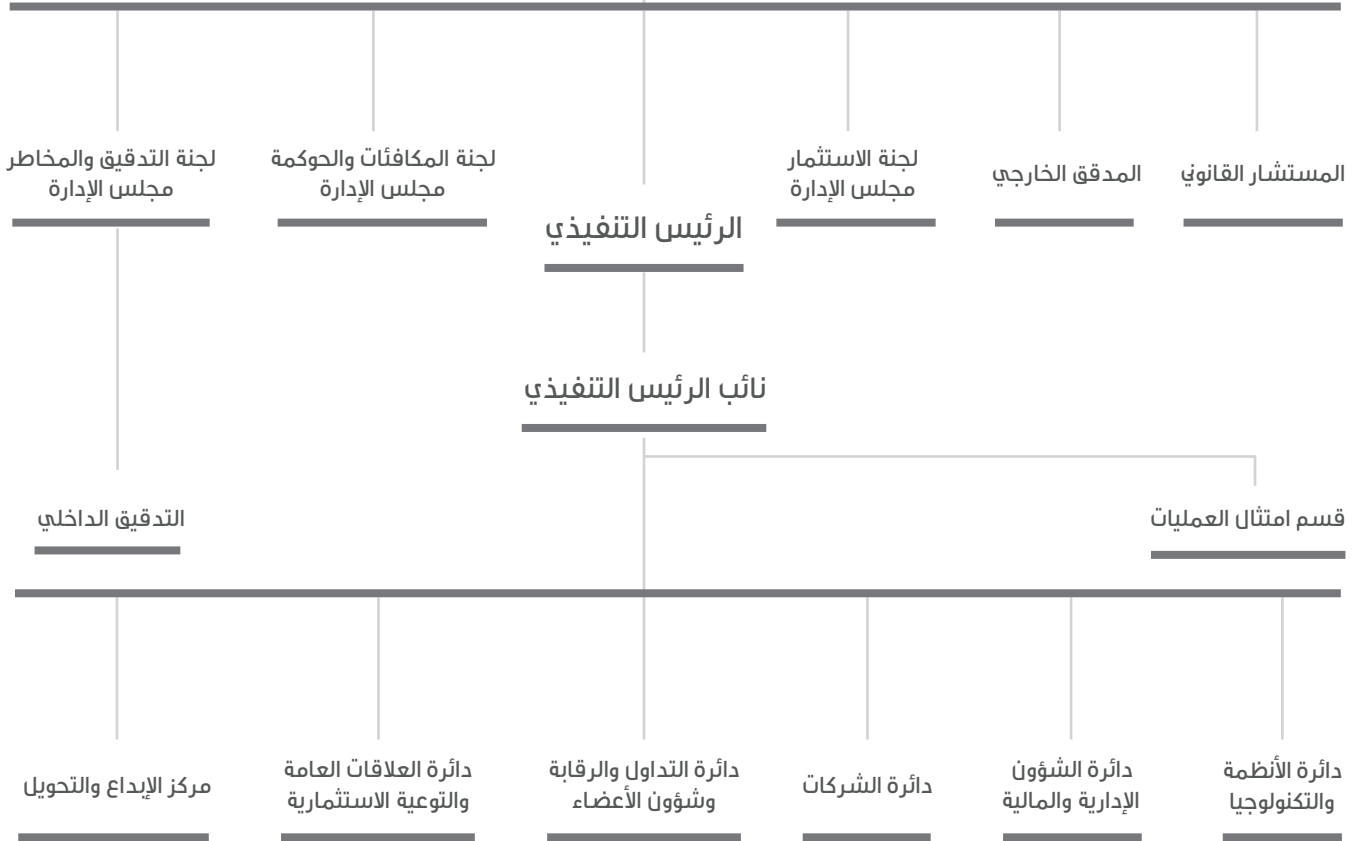 المستشار القانوني
المدقق الخارجي
لجنة الاستثمار
مجلس الإدارة
لجنة المكافئات والحوكمة
مجلس الإدارة
لجنة التدقيق والمخاطر
مجلس الإدارة
الرئيس التنفيذي
نائب الرئيس التنفيذي
قسم امتثال العمليات
التدقيق الداخلي
دائرة الأنظمة
والتكنولوجيا
دائرة الشؤون
الإدارية والمالية
دائرة الشركات
دائرة التداول والرقابة
وشؤون الأعضاء
دائرة العلاقات العامة
والتوعية الاستثمارية
مركز الإبداع والتحويل